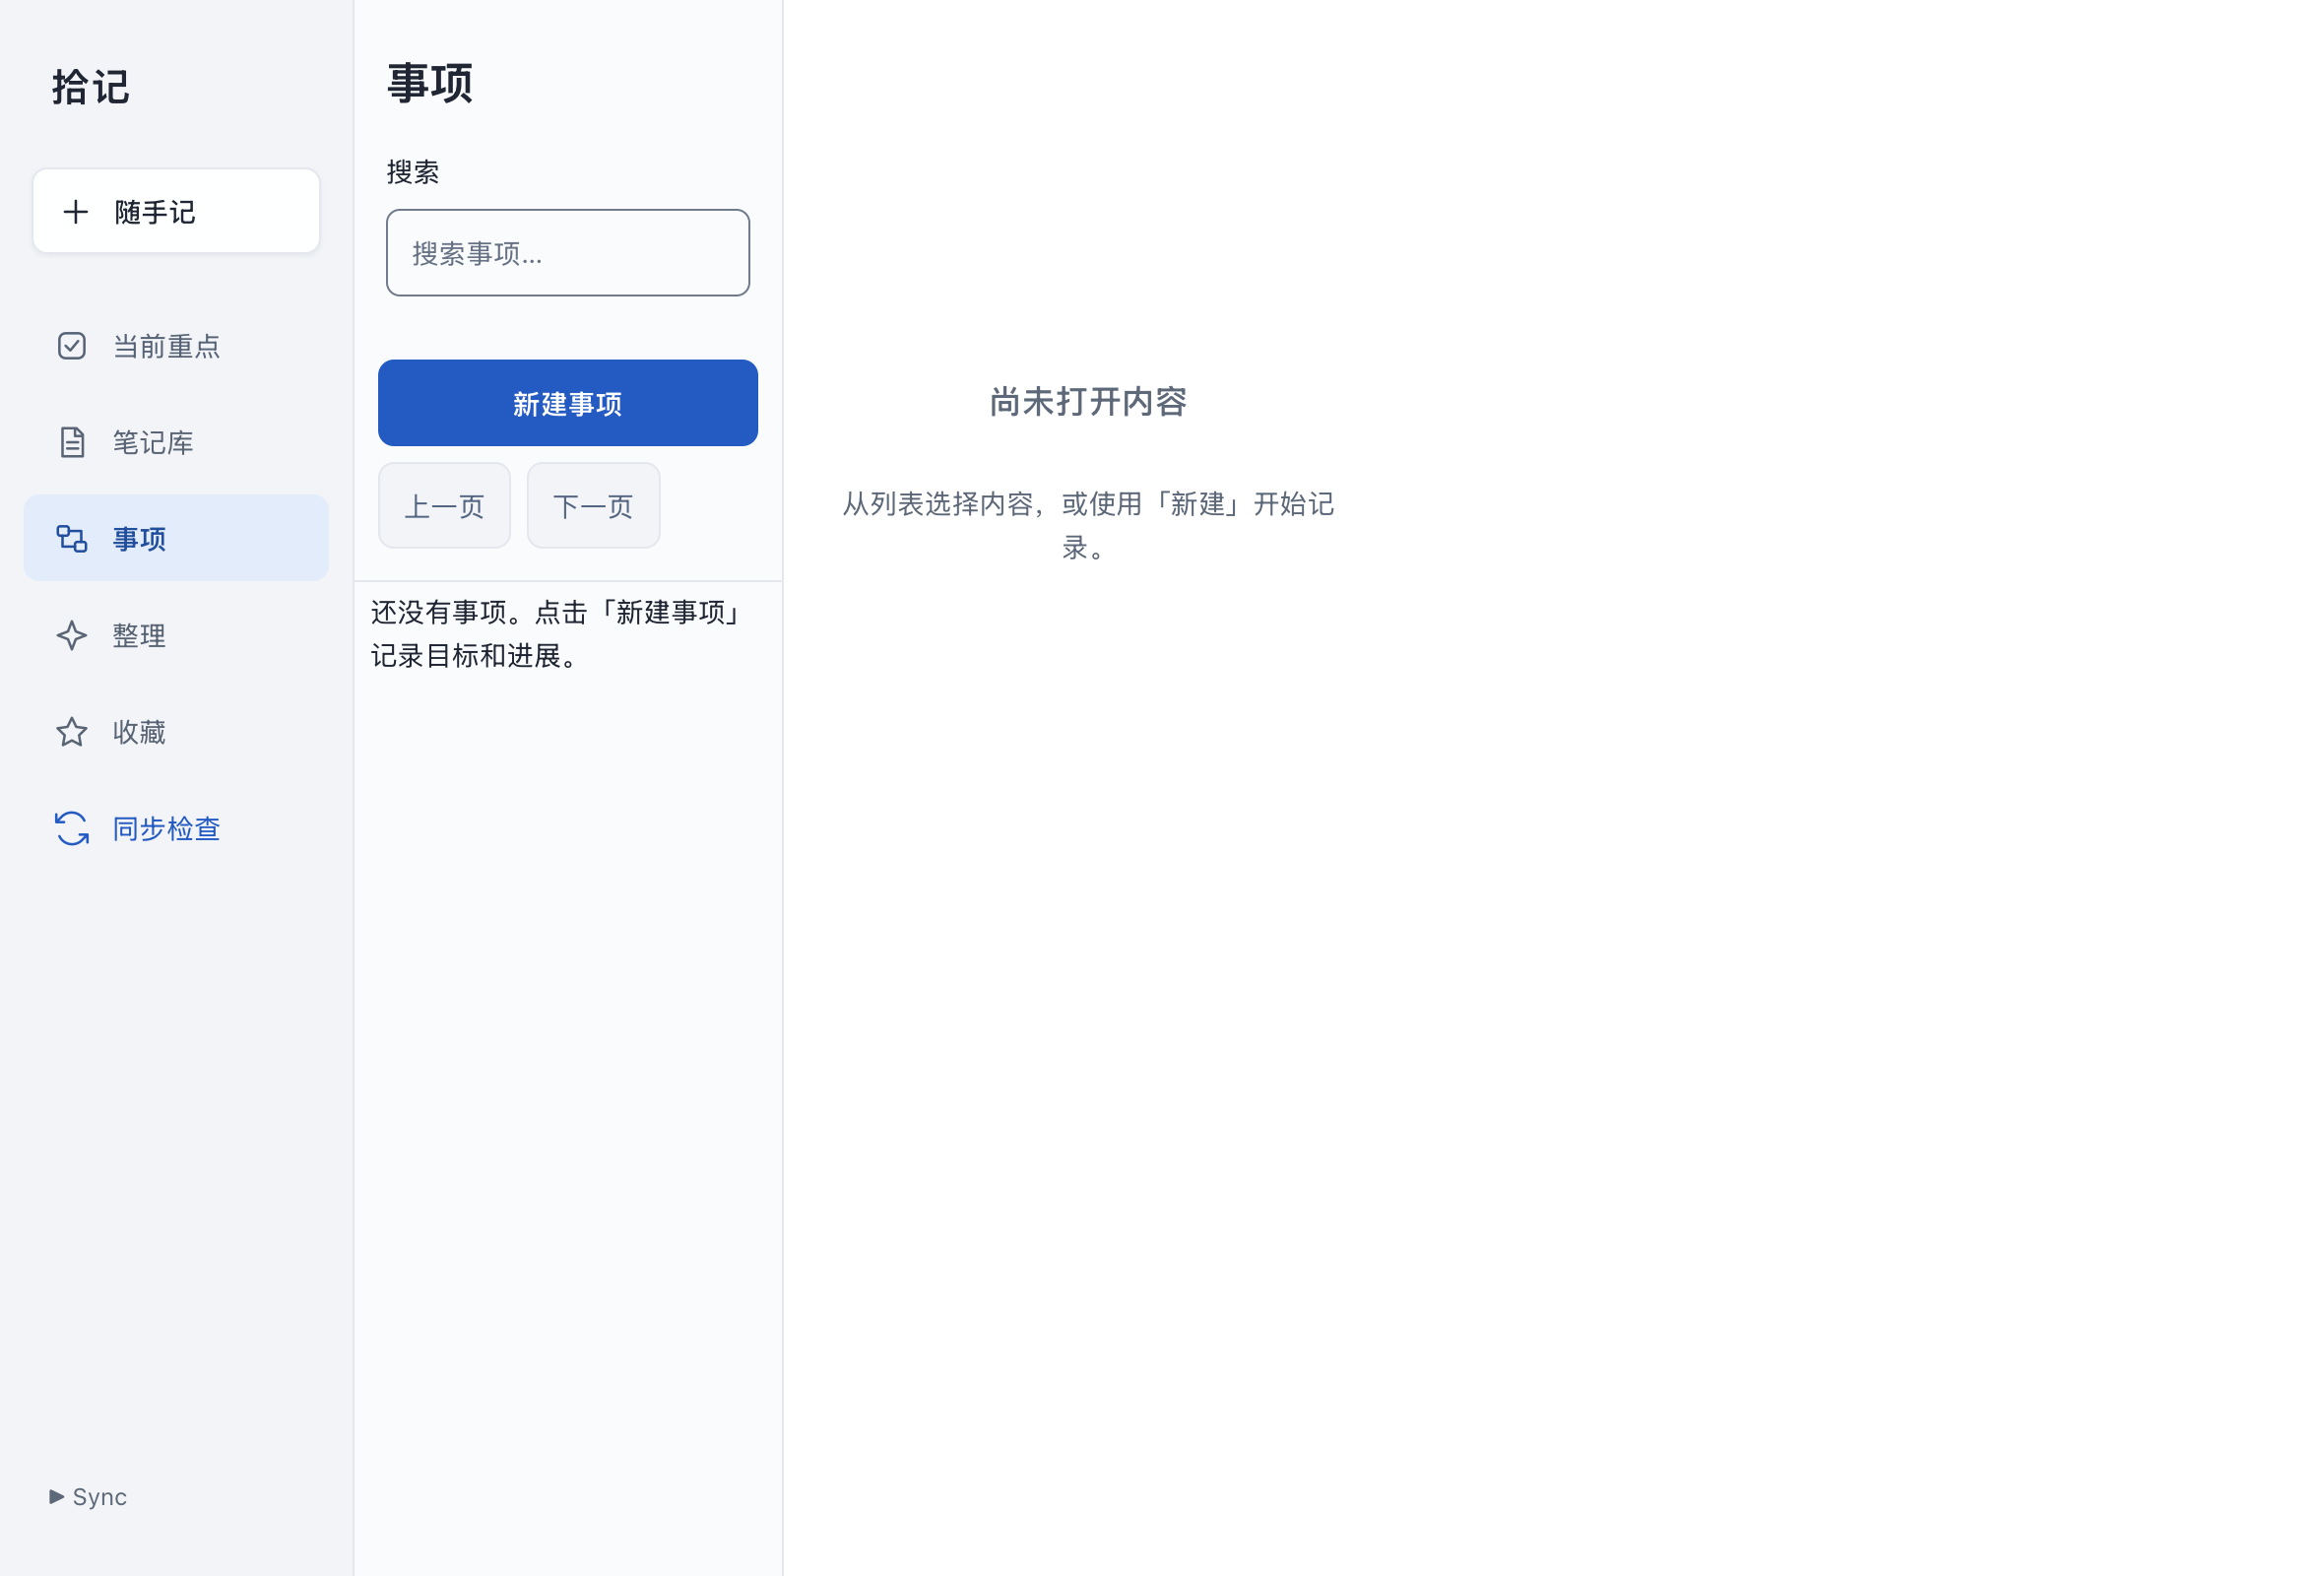 拾记
随手记
当前重点
笔记库
事项
整理
收藏
同步检查
Sync
事项
搜索
搜索事项...
新建事项
上一页
下一页
还没有事项。点击「新建事项」
记录目标和进展。
尚未打开内容
从列表选择内容，或使用「新建」开始记
录。